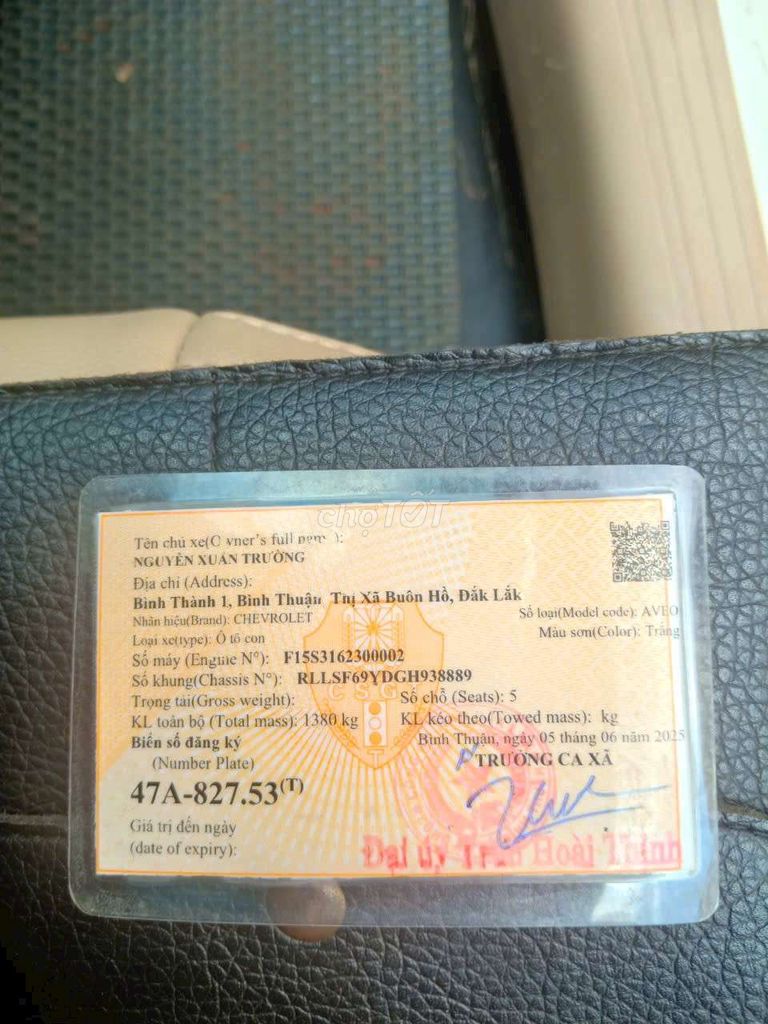 chợTỐT
Tên chủ xe(Owner's full name):
NGUYỄN XUÂN TRƯỜNG
Địa chỉ (Address):
Bình Thành 1, Bình Thuận, Thị Xã Buôn Hồ, Đắk Lắk
Nhãn hiệu(Brand): CHEVROLET
Số loại(Model code): AVEO
Loại xe(type): Ô tô con
Màu sơn(Color): Trắng
Số máy (Engine N°): F15S3162300002
Số khung(Chassis N°): RLLSF69YDGH938889
Trọng tải(Gross weight):
Số chỗ (Seats): 5
KL toàn bộ (Total mass): 1380 kg
KL kéo theo(Towed mass): kg
Biển số đăng ký
Bình Thuận, ngày 05 tháng 06 năm 2025
(Number Plate)
TRƯỞNG CA XÃ
47A-827.53(T)
Giá trị đến ngày
(date of expiry):
Đại úy Trần Hoài Thịnh
CSGT